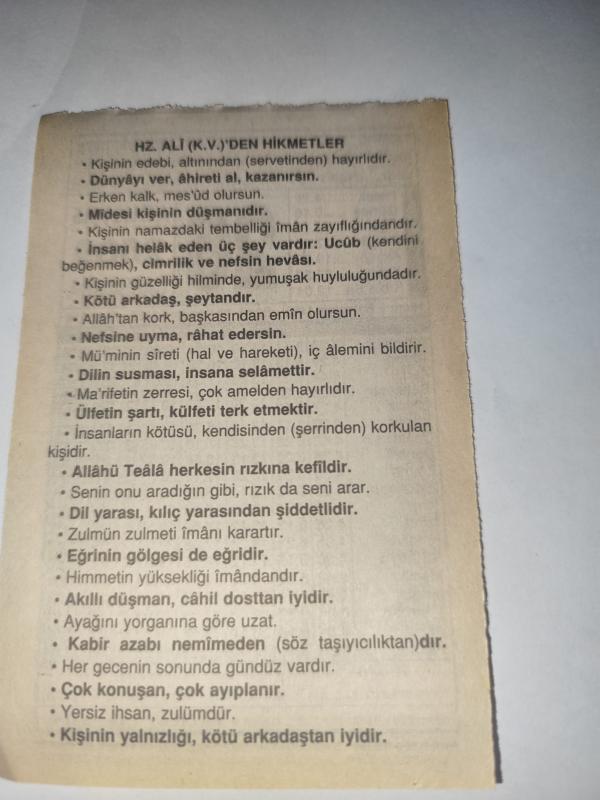 HZ. ALİ (K.V.)'DEN HİKMETLER
• Kişinin edebi, altınından (servetinden) hayırlıdır.
• Dünyâyı ver, âhireti al, kazanırsın.
• Erken kalk, mes'ûd olursun.
• Mîdesi kişinin düşmanıdır.
• Kişinin namazdaki tembelliği îmân zayıflığındandır.
• İnsanı helâk eden üç şey vardır: Ucûb (kendini
beğenmek), cimrilik ve nefsin hevâsı.
• Kişinin güzelliği hilminde, yumuşak huyluluğundadır.
• Kötü arkadaş, şeytandır.
• Allâh'tan kork, başkasından emîn olursun.
• Nefsine uyma, râhat edersin.
• Mü'minin sîreti (hal ve hareketi), iç âlemini bildirir.
• Dilin susması, insana selâmettir.
• Ma'rifetin zerresi, çok amelden hayırlıdır.
• Ülfetin şartı, külfeti terk etmektir.
• İnsanların kötüsü, kendisinden (şerrinden) korkulan
kişidir.
• Allâhü Teâlâ herkesin rızkına kefîldir.
• Senin onu aradığın gibi, rızık da seni arar.
• Dil yarası, kılıç yarasından şiddetlidir.
• Zulmün zulmeti îmânı karartır.
• Eğrinin gölgesi de eğridir.
• Himmetin yüksekliği îmândandır.
• Akıllı düşman, câhil dosttan iyidir.
• Ayağını yorganına göre uzat.
• Kabir azabı nemîmeden (söz taşıyıcılıktan)dır.
• Her gecenin sonunda gündüz vardır.
• Çok konuşan, çok ayıplanır.
• Yersiz ihsan, zulümdür.
• Kişinin yalnızlığı, kötü arkadaştan iyidir.